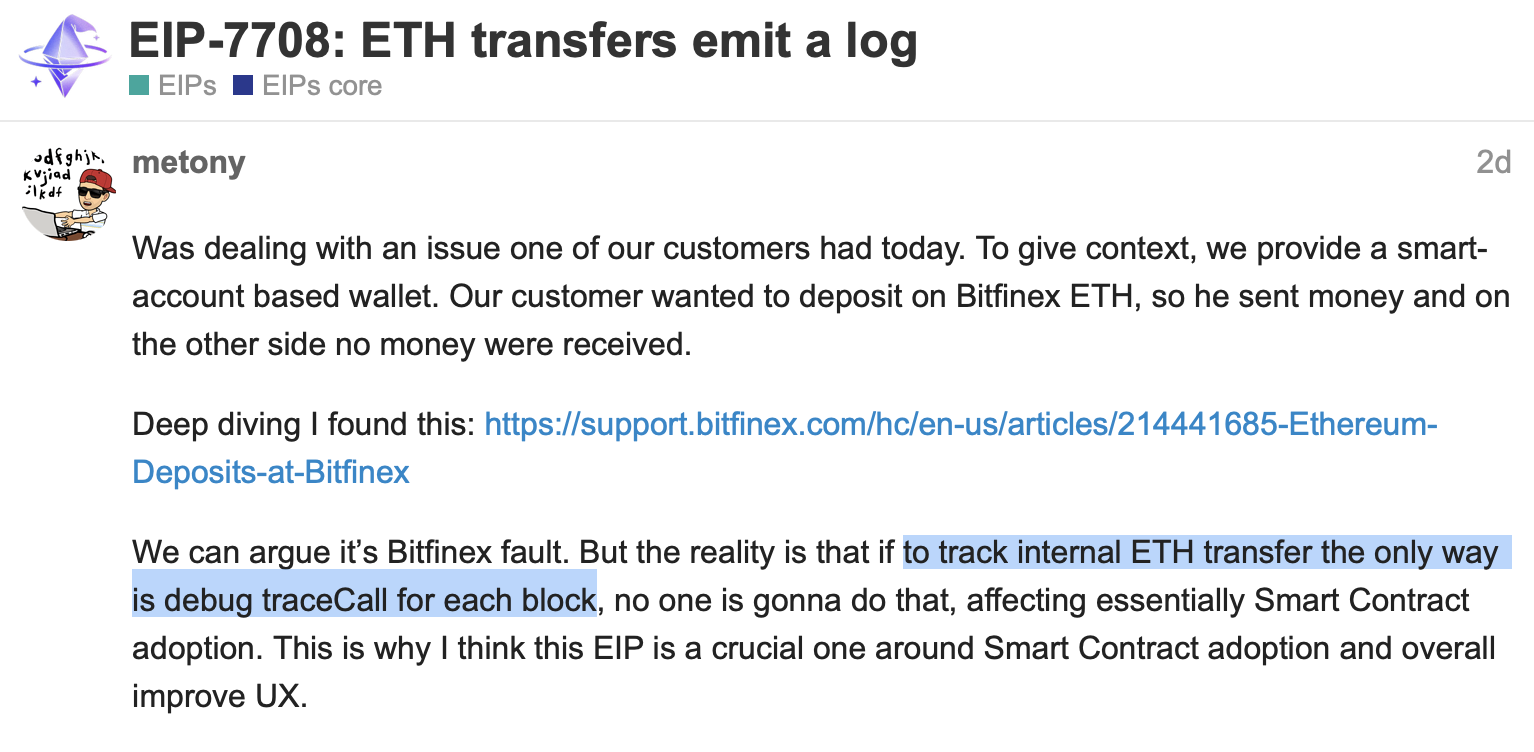 EIP-7708: ETH transfers emit a log
EIPs EIPs core
metony 2d
Was dealing with an issue one of our customers had today. To give context, we provide a smart-
account based wallet. Our customer wanted to deposit on Bitfinex ETH, so he sent money and on
the other side no money were received.
Deep diving I found this: https://support.bitfinex.com/hc/en-us/articles/214441685-Ethereum-
Deposits-at-Bitfinex
We can argue it’s Bitfinex fault. But the reality is that if to track internal ETH transfer the only way
is debug traceCall for each block, no one is gonna do that, affecting essentially Smart Contract
adoption. This is why I think this EIP is a crucial one around Smart Contract adoption and overall
improve UX.